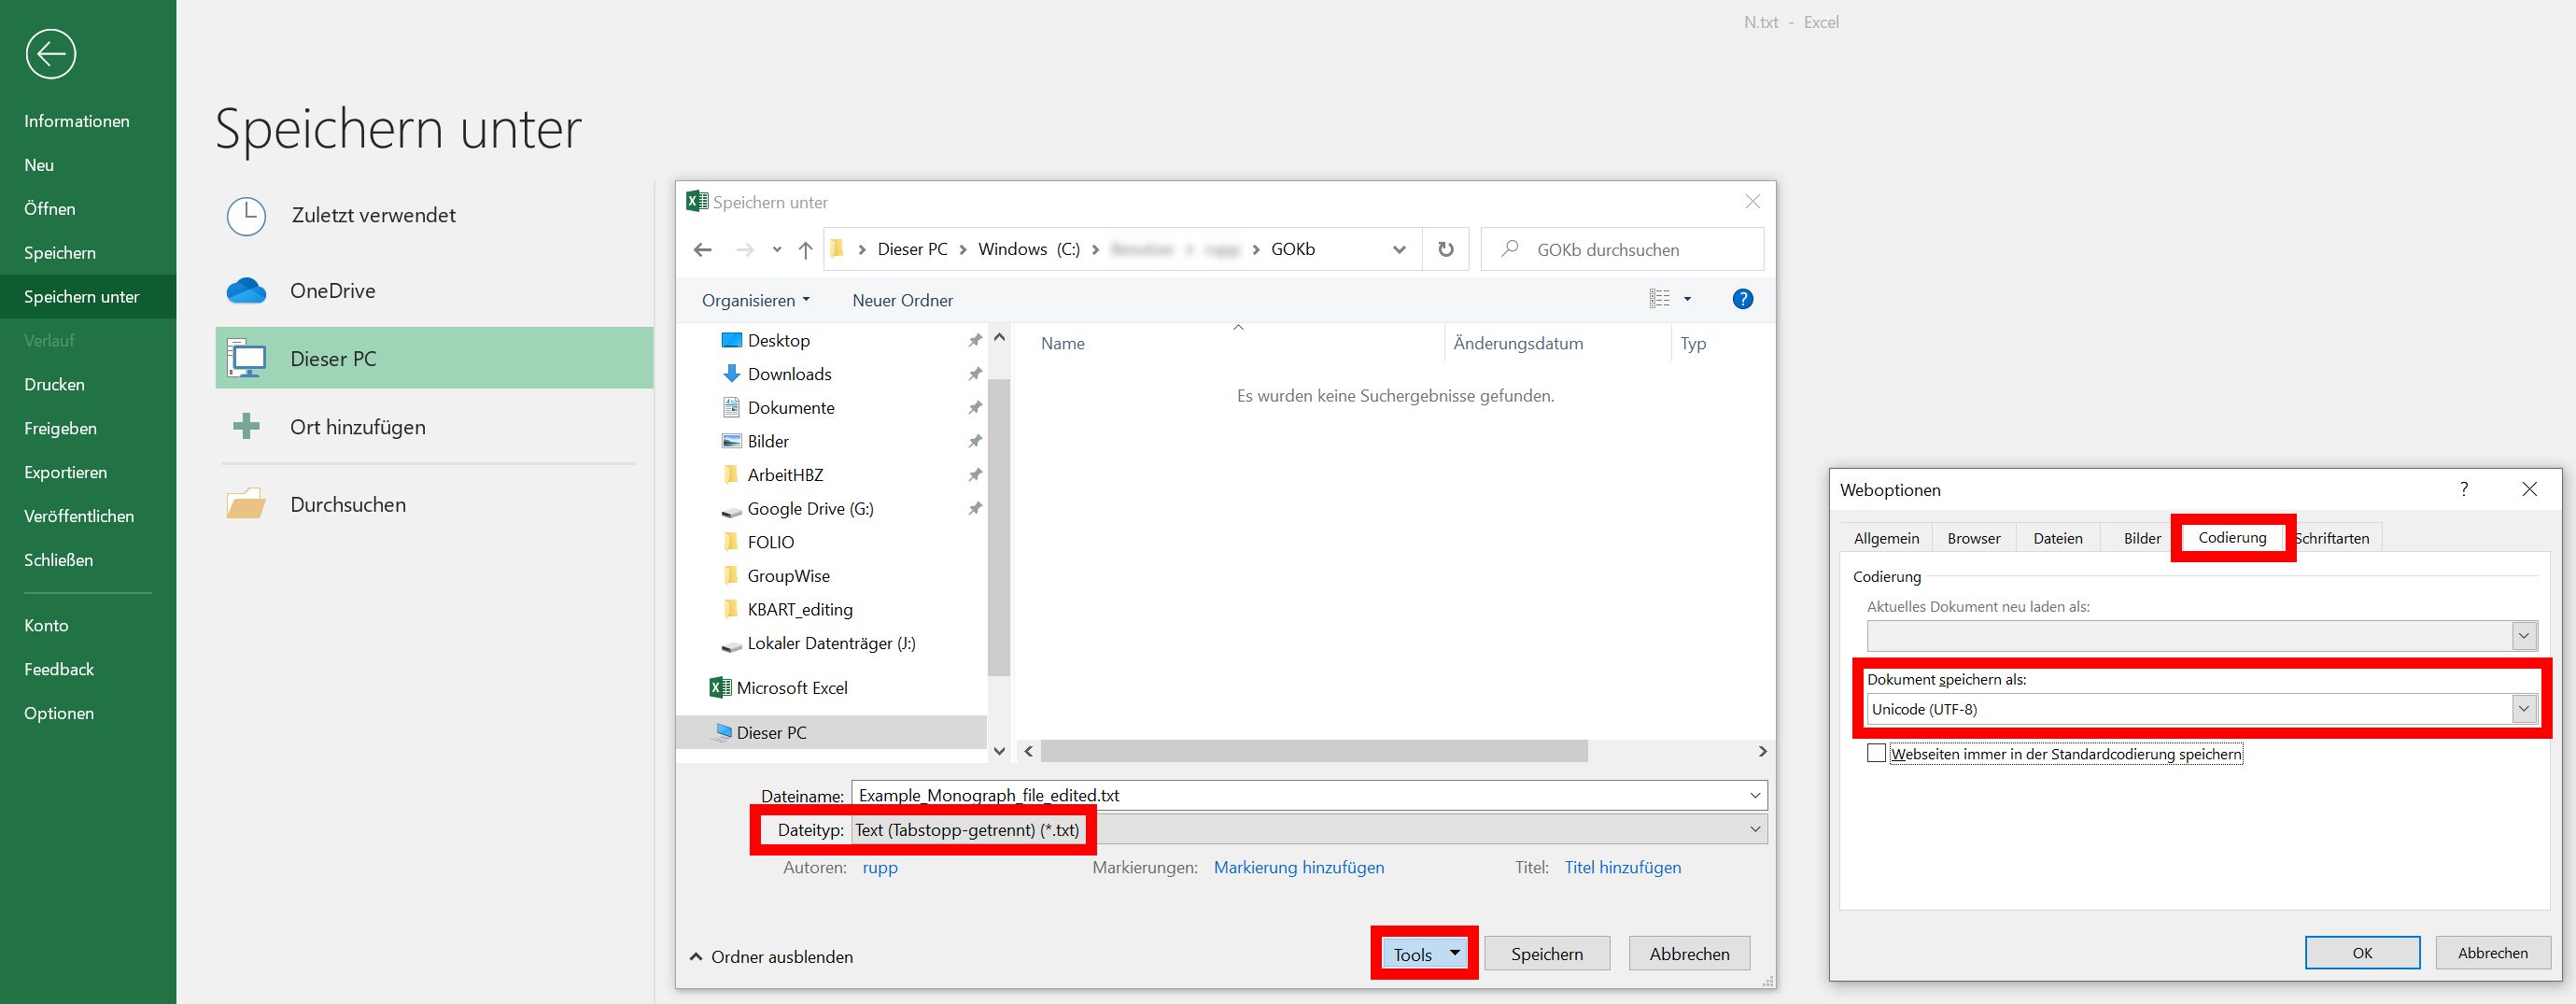 N.txt - Excel
Informationen
Neu
Öffnen
Speichern
Speichern unter
Verlauf
Drucken
Freigeben
Exportieren
Veröffentlichen
Schließen
Konto
Feedback
Optionen
Speichern unter
Zuletzt verwendet
OneDrive
Dieser PC
Ort hinzufügen
Durchsuchen
Speichern unter
Dieser PC > Windows (C:) > > GOKb
GOKb durchsuchen
Organisieren
Neuer Ordner
Desktop
Downloads
Dokumente
Bilder
ArbeitHBZ
Google Drive (G:)
FOLIO
GroupWise
KBART_editing
Lokaler Datenträger (J:)
Microsoft Excel
Dieser PC
Name Änderungsdatum Typ
Es wurden keine Suchergebnisse gefunden.
Dateiname: Example_Monograph_file_edited.txt
Dateityp: Text (Tabstopp-getrennt) (*.txt)
Autoren: rupp Markierungen: Markierung hinzufügen Titel: Titel hinzufügen
Ordner ausblenden
Tools Speichern Abbrechen
Weboptionen ?
Allgemein Browser Dateien Bilder Codierung Schriftarten
Codierung
Aktuelles Dokument neu laden als:
Dokument speichern als:
Unicode (UTF-8)
Webseiten immer in der Standardcodierung speichern
OK Abbrechen